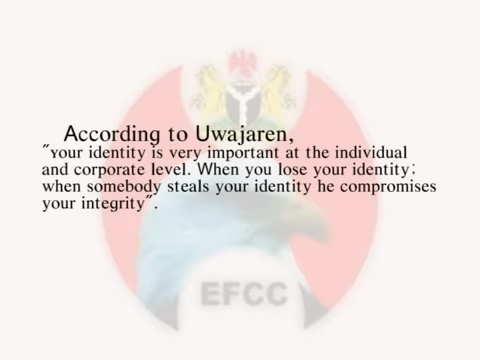 According to Uwajaren,
"Your identity is very important at the individual
and corporate level. When you lose your identity;
when somebody steals your identity he compromises
your integrity".
EFCC